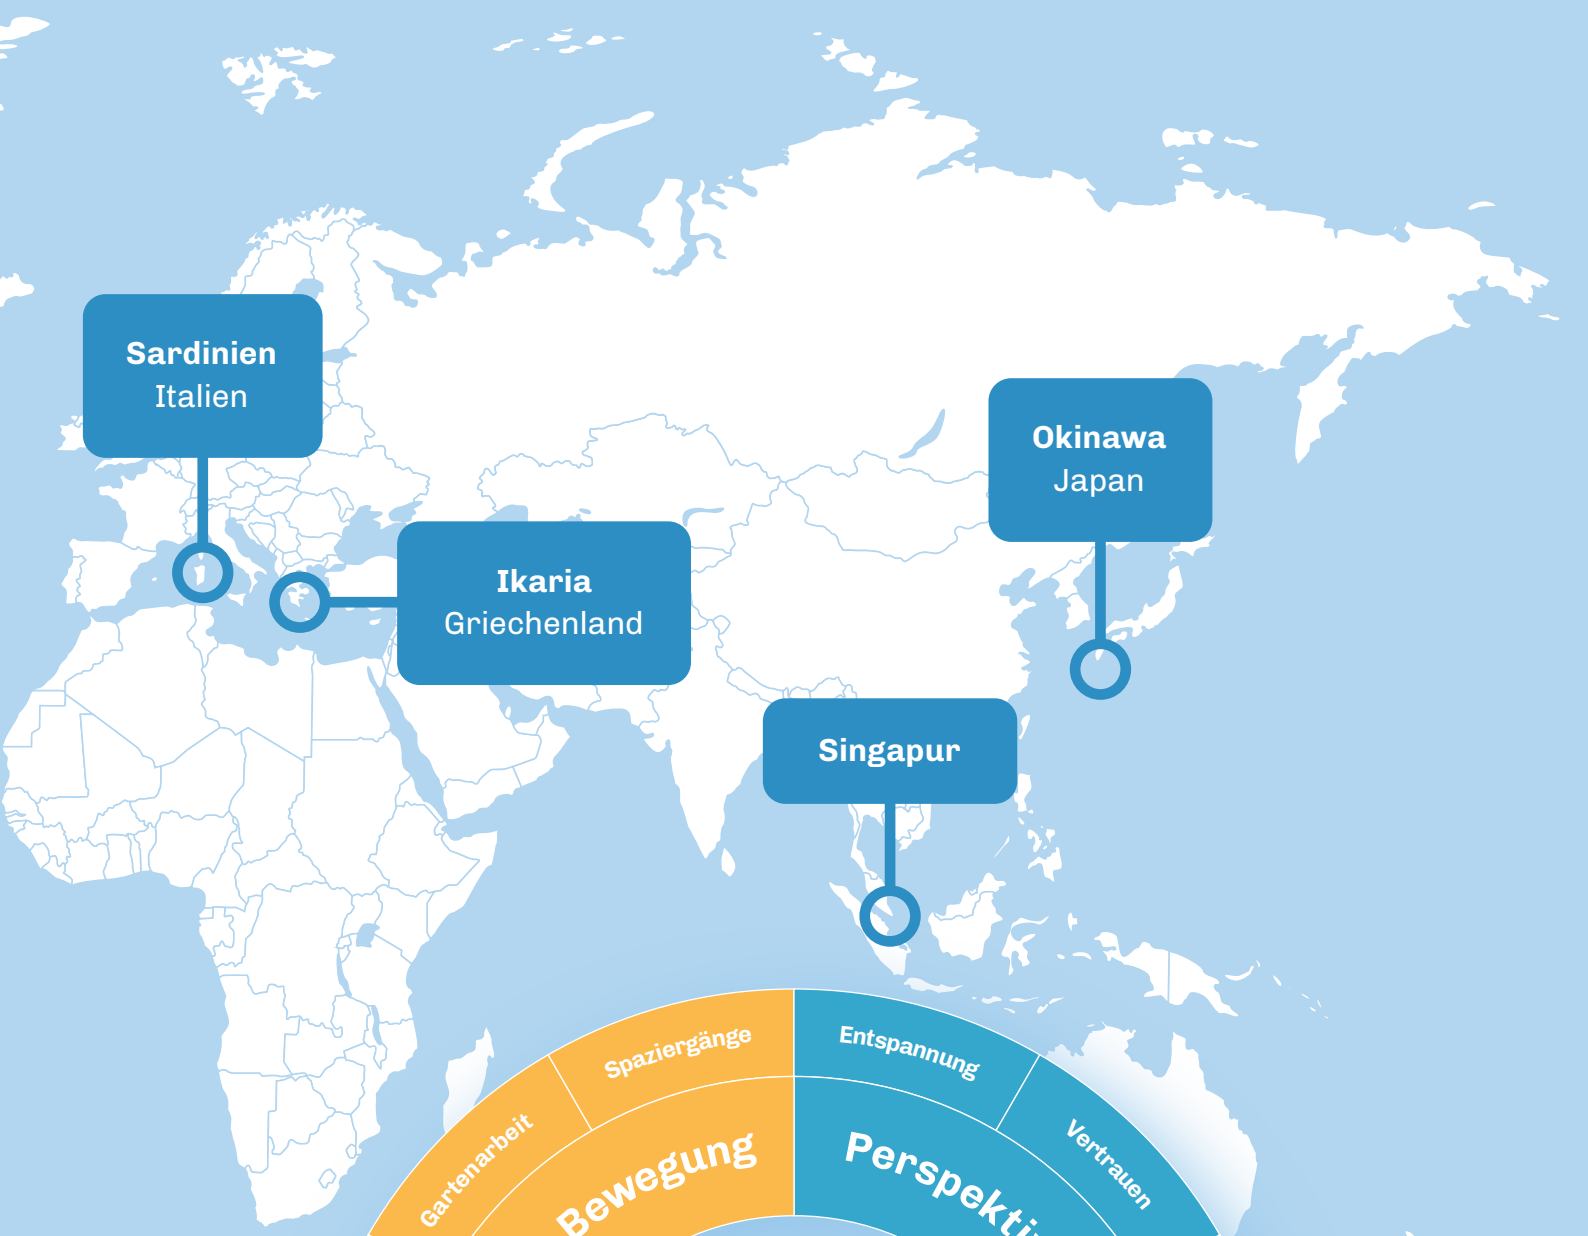 Sardinien
Italien
Okinawa
Japan
Ikaria
Griechenland
Singapur
Spaziergänge
Entspannung
Gartenarbeit
Vertrauen
Bewegung